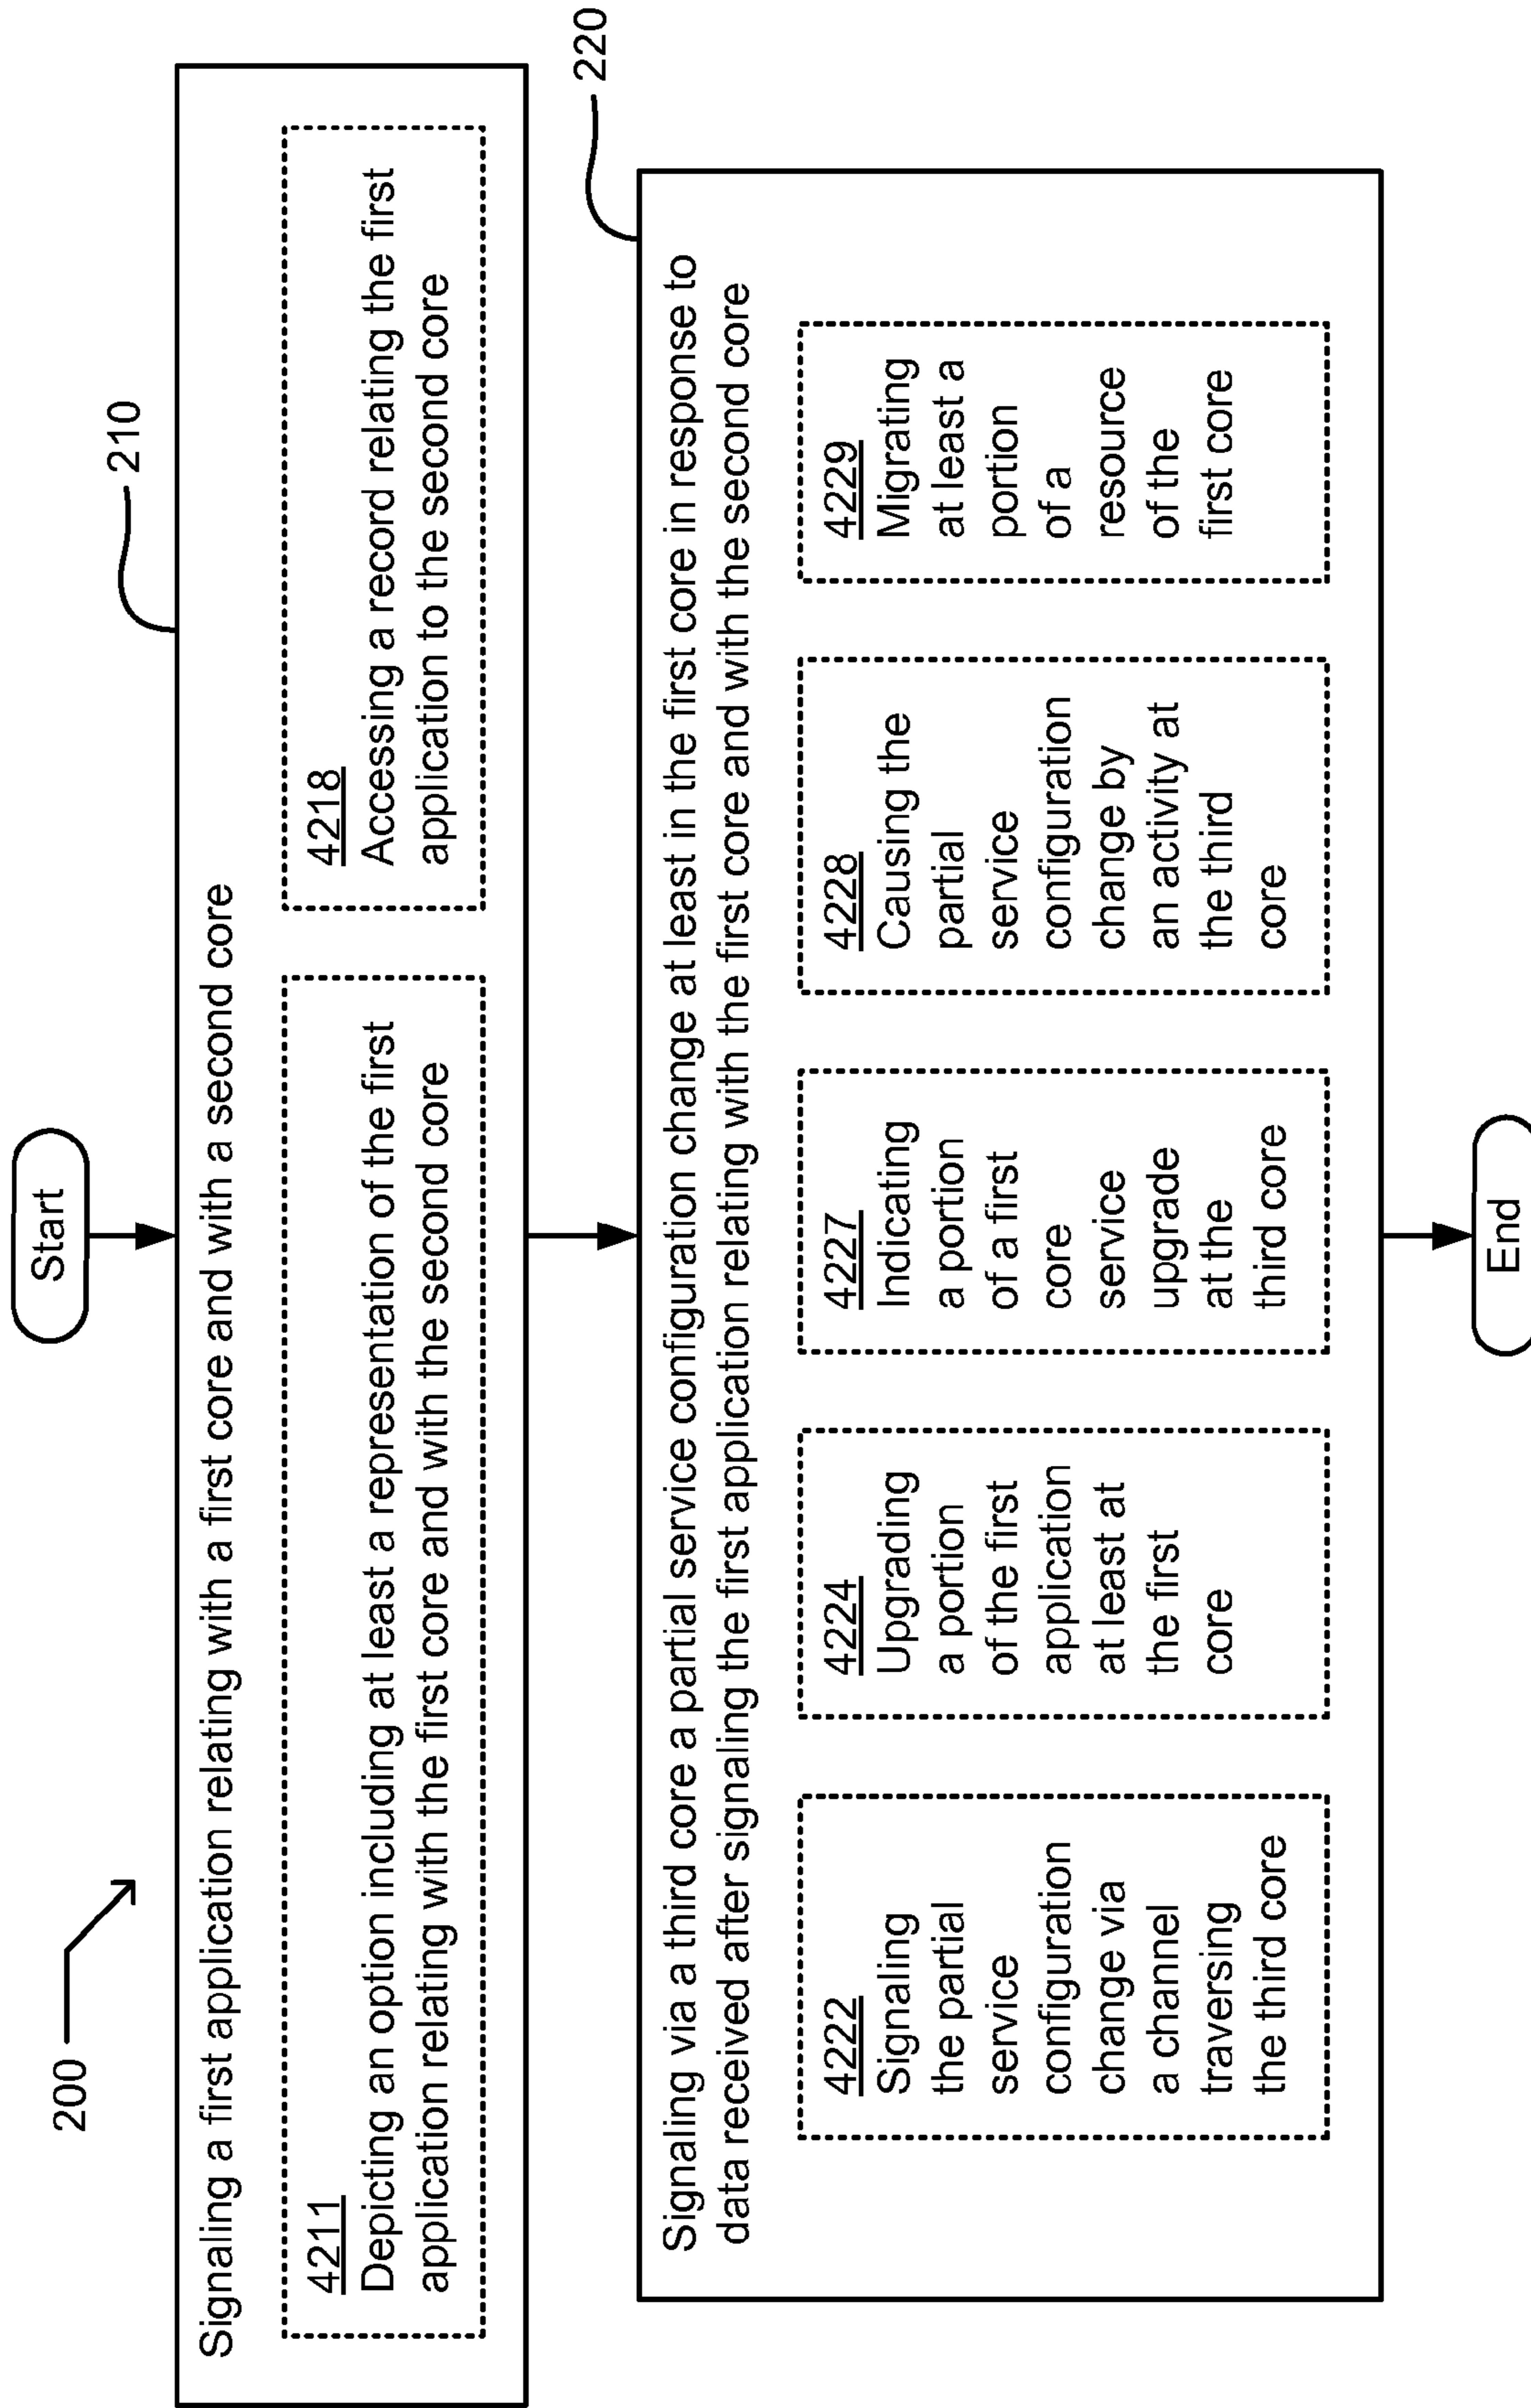 200
Start
210
Signaling a first application relating with a first core and with a second core
4211
Depicting an option including at least a representation of the first
application relating with the first core and with the second core
4218
Accessing a record relating the first
application to the second core
220
Signaling via a third core a partial service configuration change at least in the first core in response to
data received after signaling the first application relating with the first core and with the second core
4222
Signaling
the partial
service
configuration
change via
a channel
traversing
the third core
4224
Upgrading
a portion
of the first
application
at least at
the first
core
4227
Indicating
a portion
of a first
core
service
upgrade
at the
third core
4228
Causing the
partial
service
configuration
change by
an activity at
the third
core
4229
Migrating
at least a
portion
of a
resource
of the
first core
End